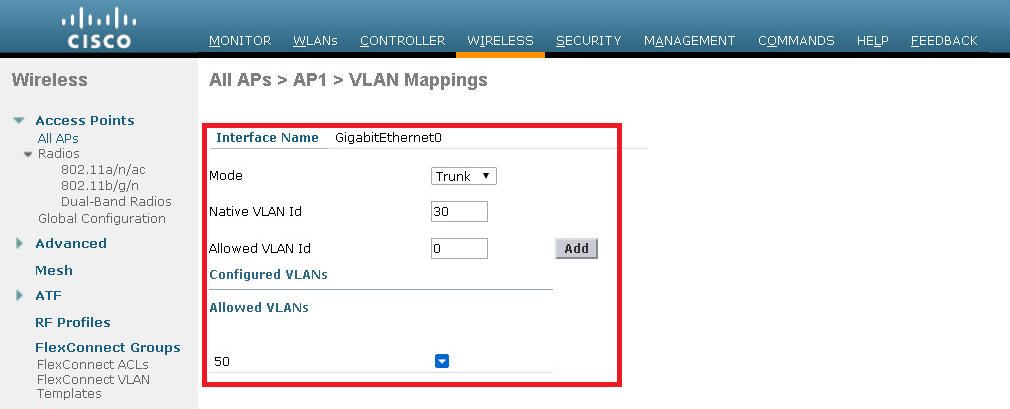 CISCO
MONITOR WLANs CONTROLLER WIRELESS SECURITY MANAGEMENT COMMANDS HELP FEEDBACK
Wireless
Access Points
All APs
Radios
802.11a/n/ac
802.11b/g/n
Dual-Band Radios
Global Configuration
Advanced
Mesh
ATF
RF Profiles
FlexConnect Groups
FlexConnect ACLs
FlexConnect VLAN
Templates
All APs > AP1 > VLAN Mappings
Interface Name GigabitEthernet0
Mode Trunk
Native VLAN Id 30
Allowed VLAN Id 0 Add
Configured VLANs
Allowed VLANs
50